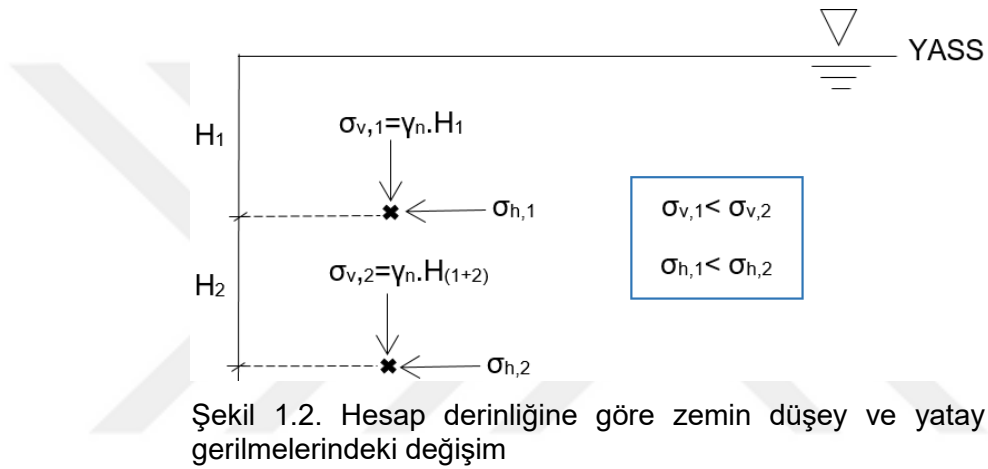 YASS
H₁
σv,1=γn.H₁
σh,1
σv,1< σv,2
σh,1< σh,2
H₂
σv,2=γn.H(1+2)
σh,2
Şekil 1.2. Hesap derinliğine göre zemin düşey ve yatay
gerilmelerindeki değişim